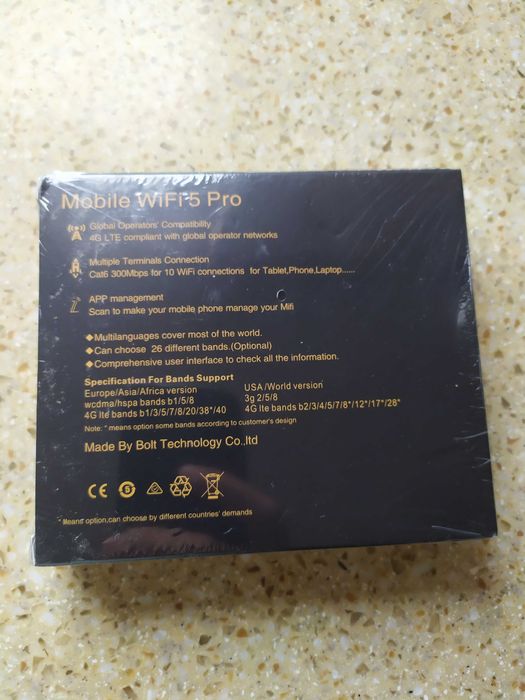 Mobile WiFi 5 Pro
Global Operators' Compatibility
4G LTE compliant with global operator networks
Multiple Terminals Connection
Cat6 300Mbps for 10 WiFi connections for Tablet,Phone,Laptop......
APP management
Scan to make your mobile phone manage your Mifi
◆Multilanguages cover most of the world.
◆Can choose 26 different bands.(Optional)
◆Comprehensive user interface to check all the information.
Specification For Bands Support
Europe/Asia/Africa version
wcdma/hspa bands b1/5/8
4G lté bands b1/3/5/7/8/20/38*/40
USA /World version
3g 2/5/8
4G lte bands b2/3/4/5/7/8*/12*/17*/28*
Note: * means option some bands according to customer's design
Made By Bolt Technology Co.,ltd
CE
*Means option,can choose by different countries' demands